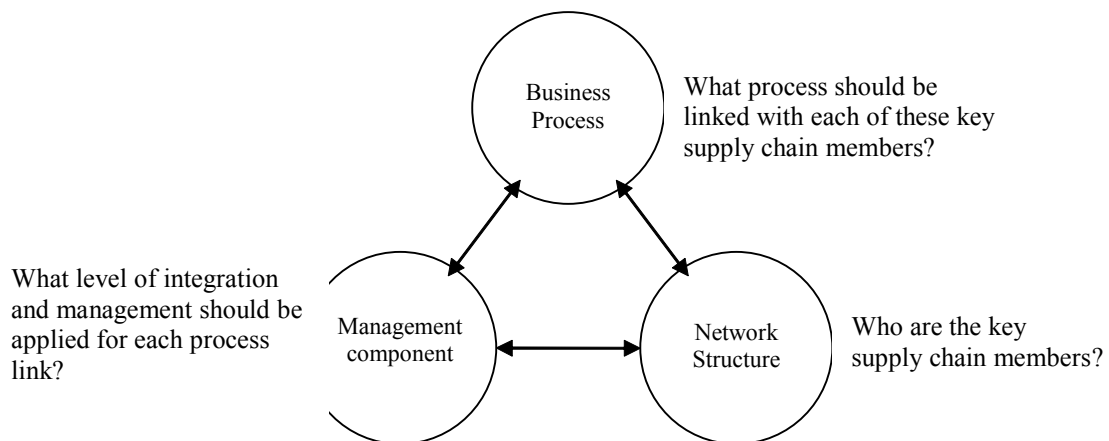 Business
Process
What process should be
linked with each of these key
supply chain members?
What level of integration
and management should be
applied for each process
link?
Management
component
Network
Structure
Who are the key
supply chain members?